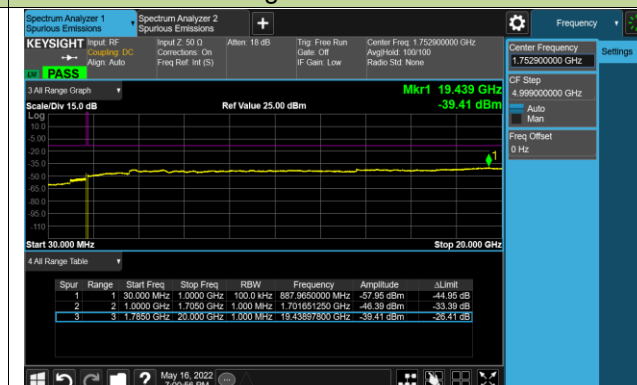 Spectrum Analyzer 1
Spurious Emissions
Spectrum Analyzer 2
Spurious Emissions
+
Frequency
KEYSIGHT
Input: RF
Coupling: DC
Align: Auto
Input Z: 50 Ω
Corrections: On
Freq Ref: Int (S)
Atten: 18 dB
Trig: Free Run
Gate: Off
IF Gain: Low
Center Freq: 1.752900000 GHz
Avg|Hold: 100/100
Radio Std: None
PASS
Center Frequency
1.752900000 GHz
Settings
CF Step
4.999000000 GHz
Auto
Man
Freq Offset
0 Hz
3 All Range Graph
Mkr1 19.439 GHz
Scale/Div 15.0 dB
Ref Value 25.00 dBm
-39.41 dBm
Log
10.0
-5.00
-20.0
-35.0
-50.0
-65.0
-80.0
-95.0
-110
1
Start 30.000 MHz
Stop 20.000 GHz
4 All Range Table
Spur Range Start Freq Stop Freq RBW Frequency Amplitude ΔLimit
1 1 30.000 MHz 1.0000 GHz 100.0 kHz 887.9650000 MHz -57.95 dBm -44.95 dB
2 2 1.0000 GHz 1.7050 GHz 1.000 MHz 1.701651250 GHz -46.39 dBm -33.39 dB
3 3 1.7850 GHz 20.000 GHz 1.000 MHz 19.43897800 GHz -39.41 dBm -26.41 dB
?
May 16, 2022